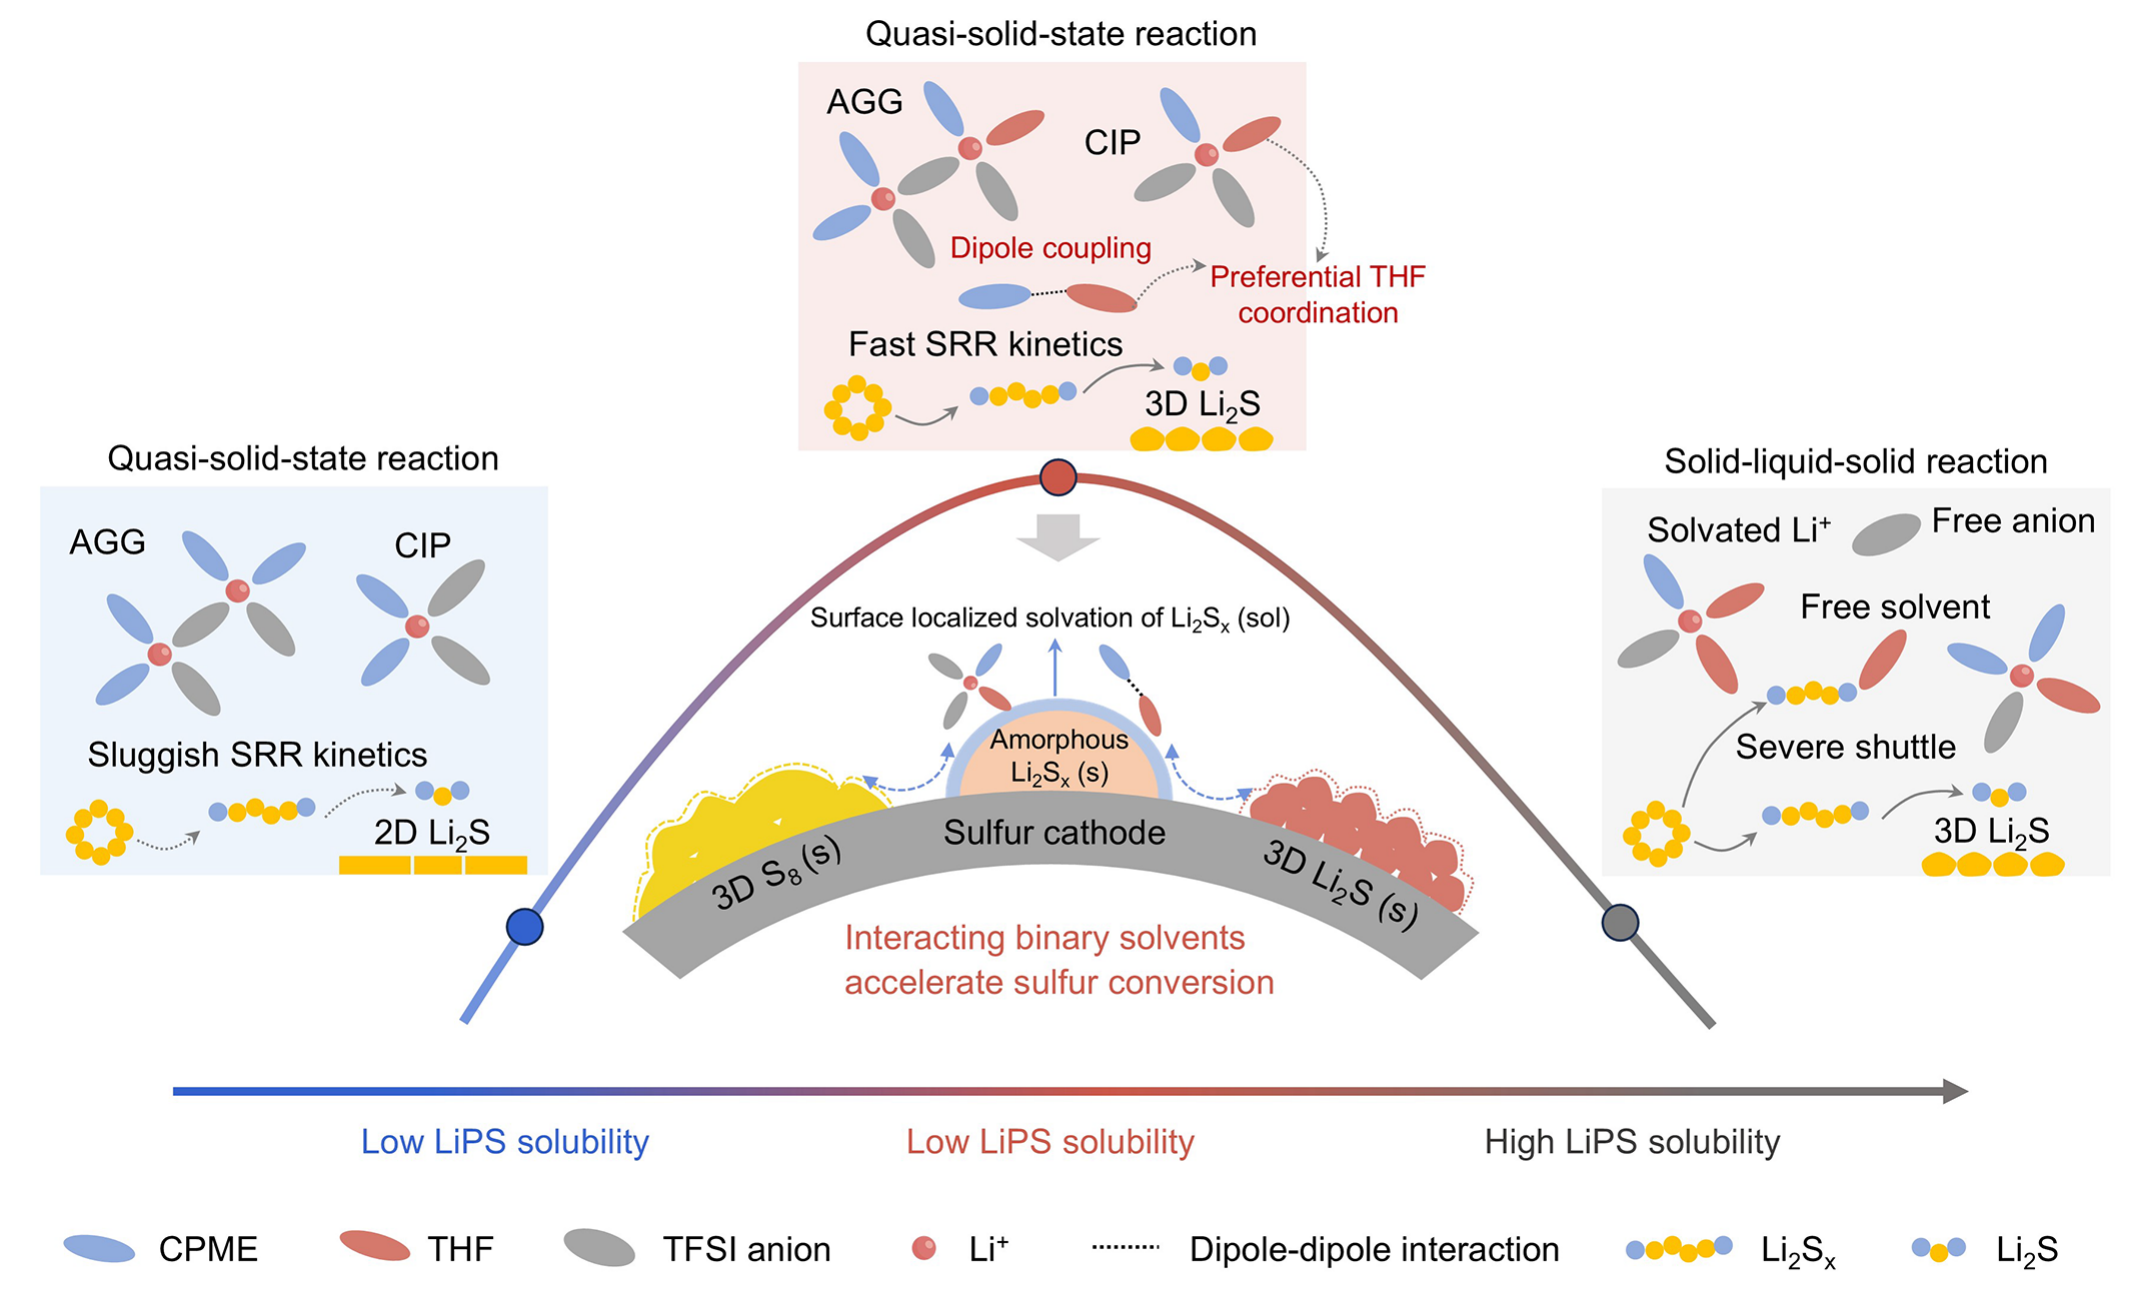 Quasi-solid-state reaction
AGG
CIP
Dipole coupling
Preferential THF
coordination
Fast SRR kinetics
3D Li₂S
Quasi-solid-state reaction
AGG
CIP
Sluggish SRR kinetics
2D Li₂S
Solid-liquid-solid reaction
Solvated Li⁺
Free anion
Free solvent
Severe shuttle
3D Li₂S
Surface localized solvation of Li₂Sₓ (sol)
Amorphous
Li₂Sₓ (s)
Sulfur cathode
3D S₈ (s)
3D Li₂S (s)
Interacting binary solvents
accelerate sulfur conversion
Low LiPS solubility
Low LiPS solubility
High LiPS solubility
CPME
THF
TFSI anion
Li⁺
Dipole-dipole interaction
Li₂Sₓ
Li₂S